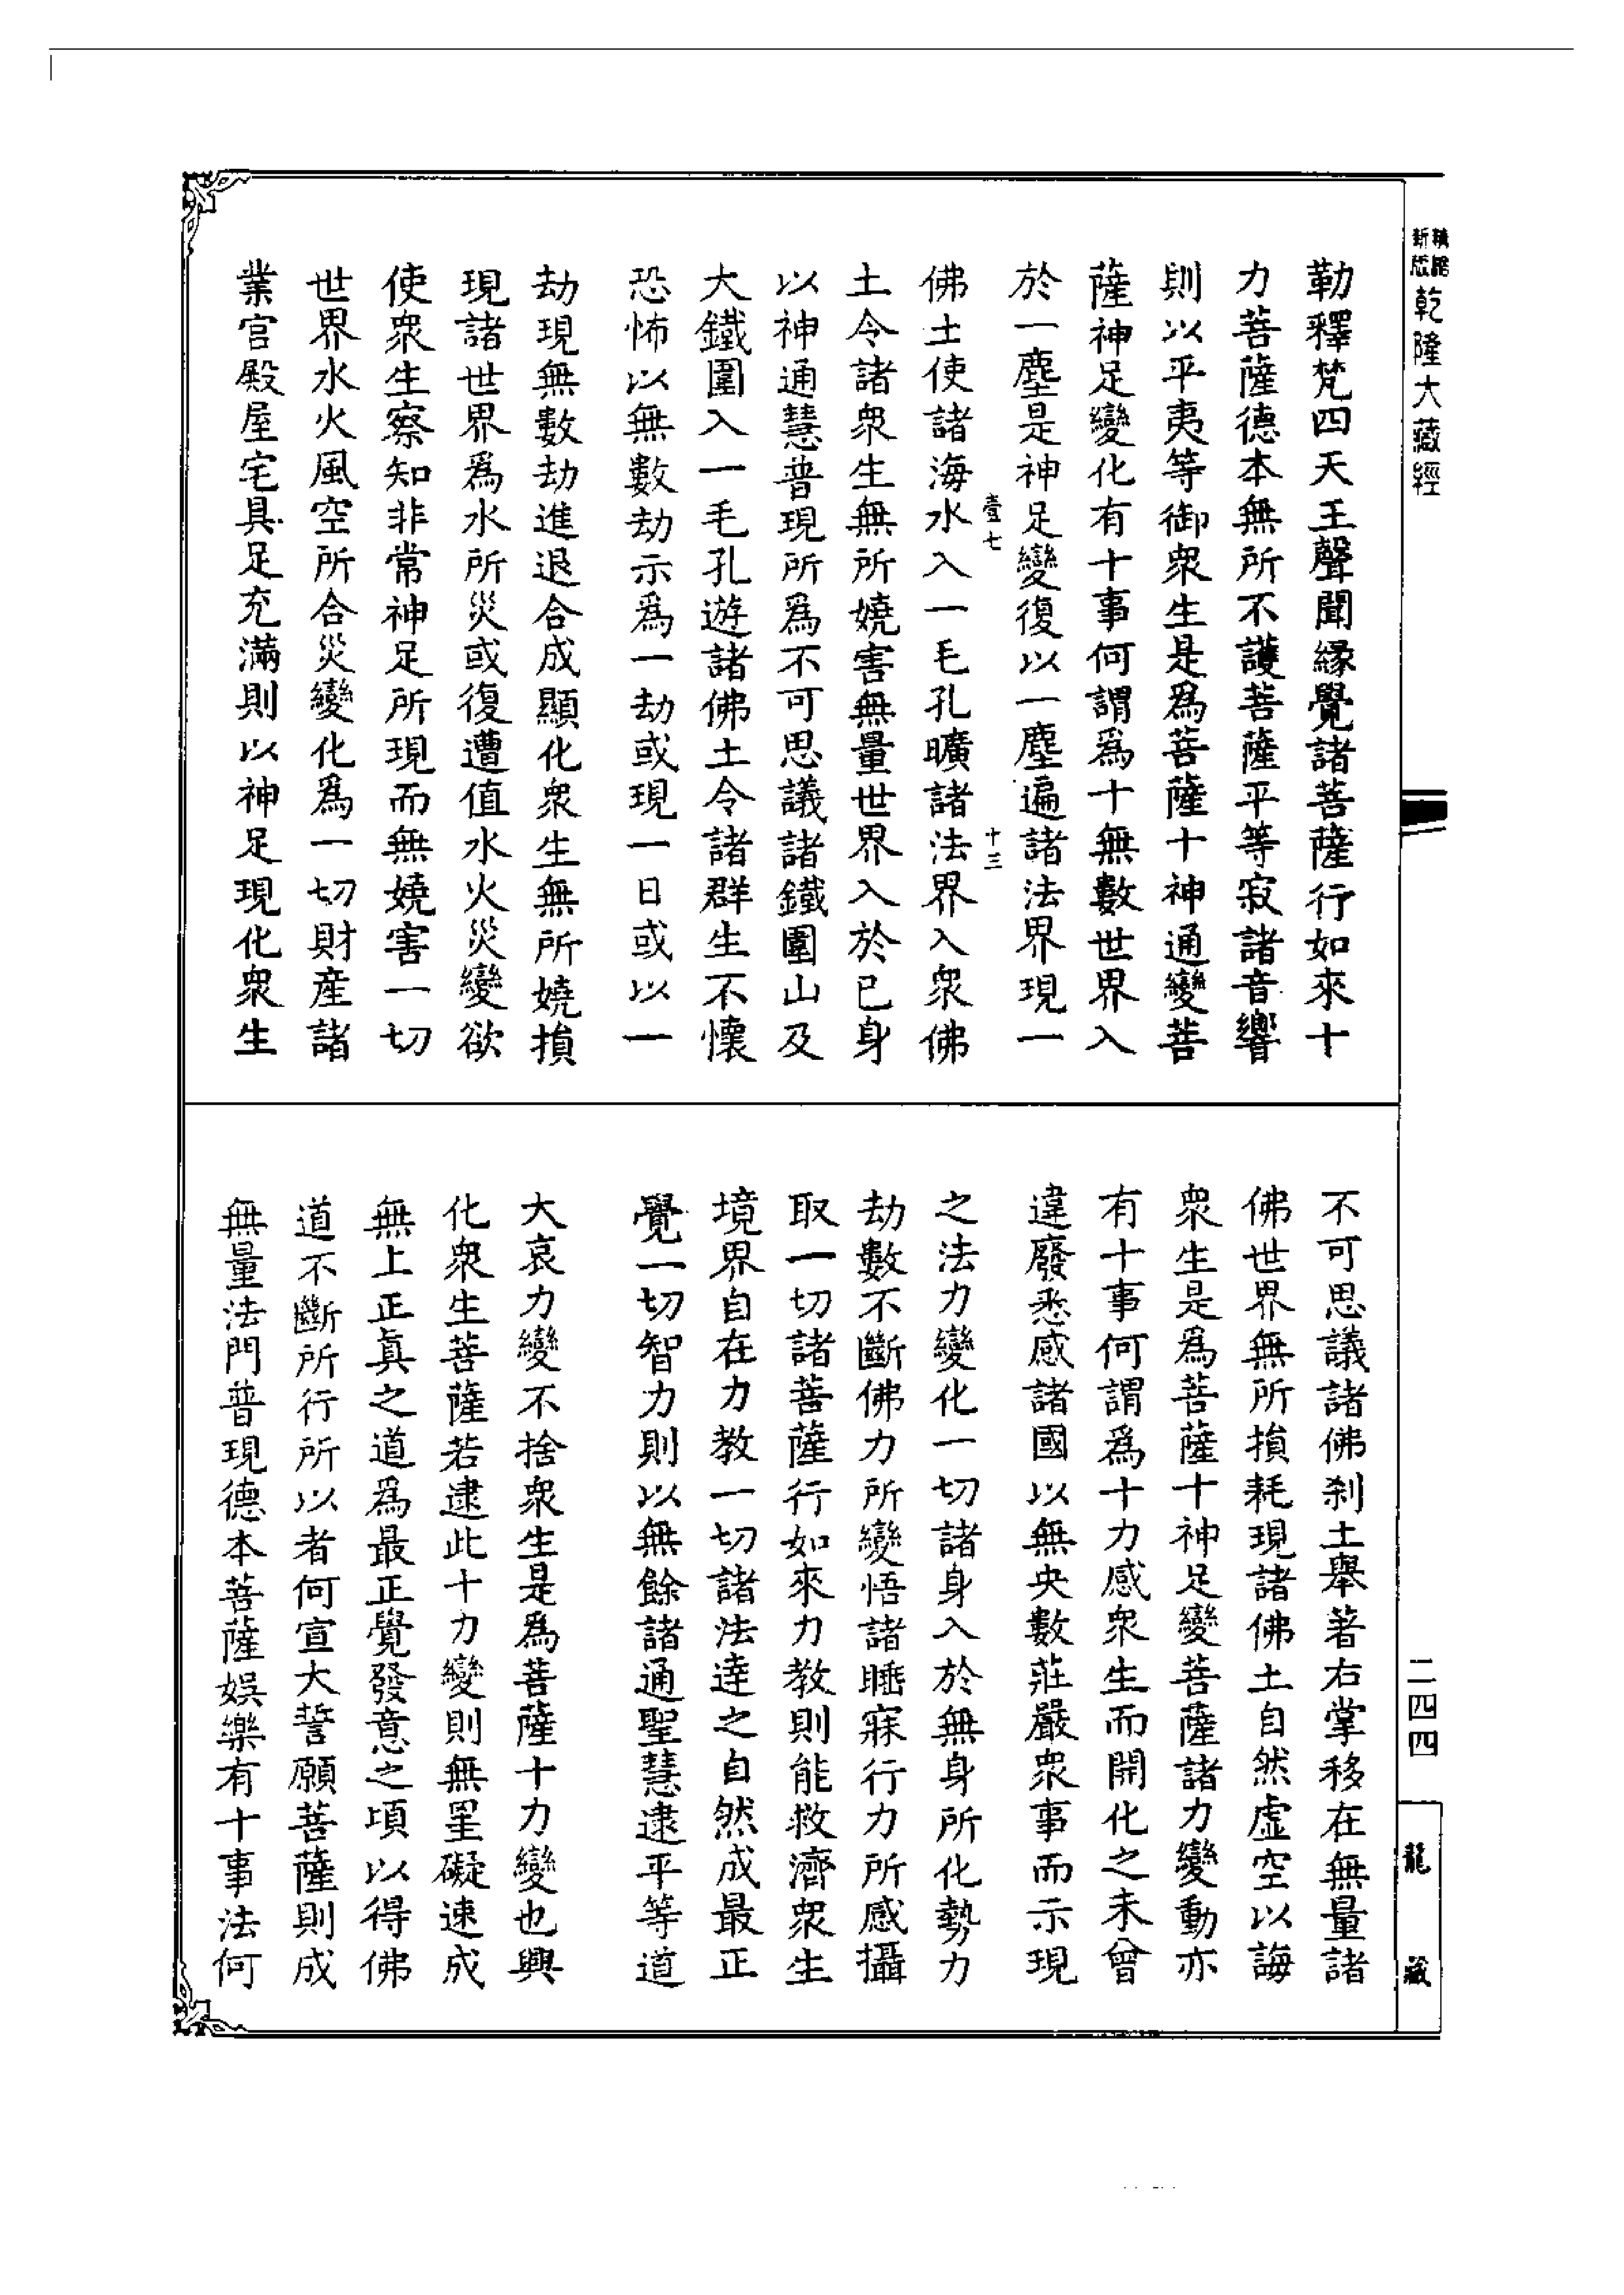 乾隆大藏經
勒釋梵四天王聲聞緣覺諸菩薩行如來十
力菩薩德本無所不護菩薩平等寂諸音響
則以平夷等御衆生是爲菩薩十神通變菩
薩神足變化有十事何謂爲十無數世界入
於一塵是神足變復以一塵遍諸法界現一
壹七
十三
佛土使諸海水入一毛孔曠諸法界入衆佛
土令諸衆生無所嬈害無量世界入於已身
以神通慧普現所爲不可思議諸鐵圍山及
大鐵圍入一毛孔遊諸佛土令諸群生不懷
恐怖以無數劫示爲一劫或現一日或以一
劫現無數劫進退合成顯化衆生無所嬈損
現諸世界爲水所災或復遭值水火災變欲
使衆生察知非常神足所現而無嬈害一切
世界水火風空所合災變化爲一切財産諸
業宮殿屋宅具足充滿則以神足現化衆生
不可思議諸佛刹土舉著右掌移在無量諸
佛世界無所損耗現諸佛土自然虛空以誨
衆生是爲菩薩十神足變菩薩諸力變動亦
有十事何謂爲十力感衆生而開化之未曾
違廢悉感諸國以無央數莊嚴衆事而示現
之法力變化一切諸身入於無身所化勢力
劫數不斷佛力所變悟諸睡寐行力所感攝
取一切諸菩薩行如來力教則能救濟衆生
境界自在力教一切諸法達之自然成最正
覺一切智力則以無餘諸通聖慧逮平等道
大哀力變不捨衆生是爲菩薩十力變也興
化衆生菩薩若逮此十力變則無罣礙速成
無上正眞之道爲最正覺發意之頃以得佛
道不斷所行所以者何宣大誓願菩薩則成
無量法門普現德本菩薩娛樂有十事法何
二四四
龍藏